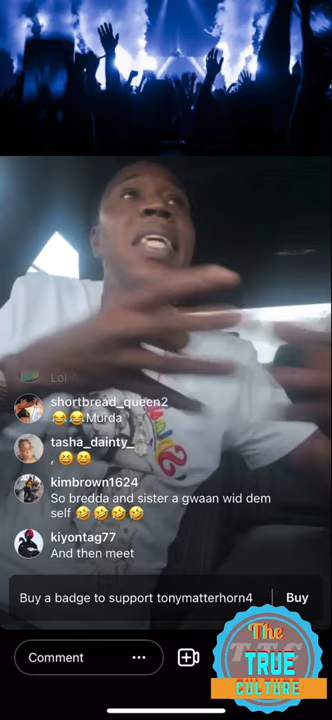 Lol
shortbread_queen2
😂😂Murda
tasha_dainty_
, 😆😆
kimbrown1624
So bredda and sister a gwaan wid dem
self 🤣🤣🤣🤣
kiyontag77
And then meet
Buy a badge to support tonymatterhorn4
Buy
Comment
The
TTC
TRUE
CULTURE